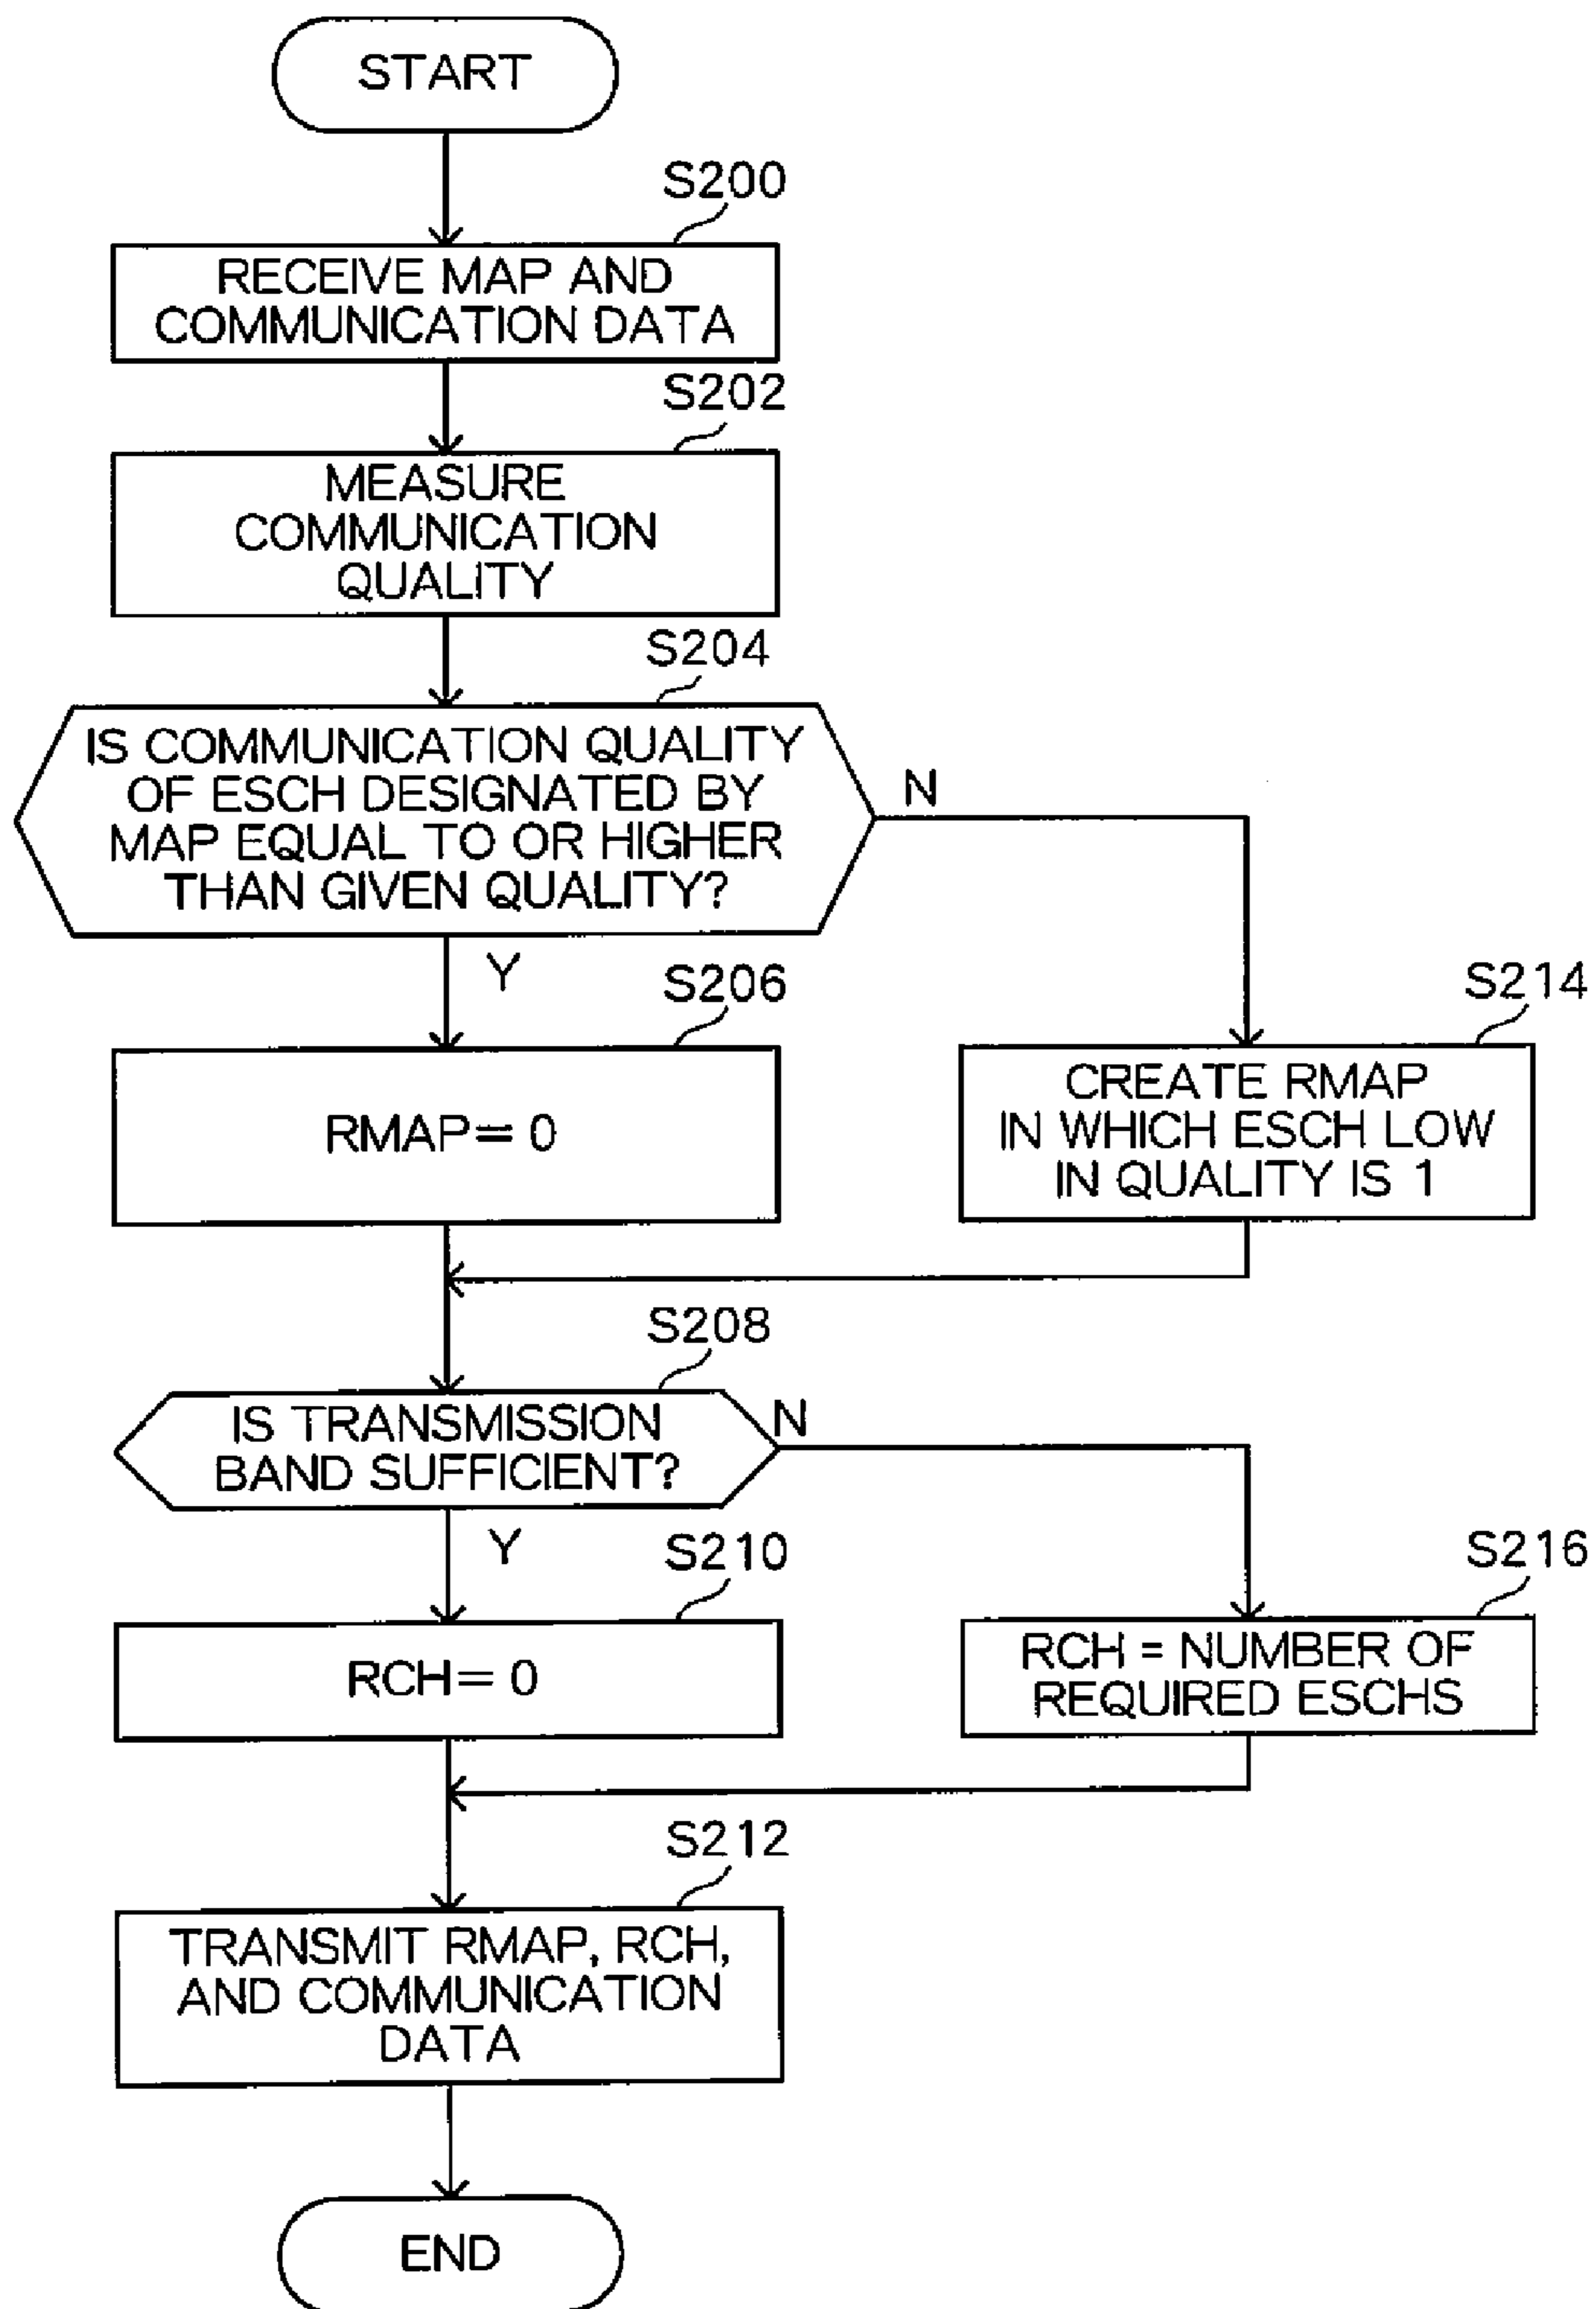 START
S200
RECEIVE MAP AND
COMMUNICATION DATA
S202
MEASURE
COMMUNICATION
QUALITY
S204
IS COMMUNICATION QUALITY
OF ESCH DESIGNATED BY
MAP EQUAL TO OR HIGHER
THAN GIVEN QUALITY?
N
Y
S206
RMAP= 0
S214
CREATE RMAP
IN WHICH ESCH LOW
IN QUALITY IS 1
S208
IS TRANSMISSION
BAND SUFFICIENT?
N
Y
S210
RCH= 0
S216
RCH = NUMBER OF
REQUIRED ESCHS
S212
TRANSMIT RMAP, RCH,
AND COMMUNICATION
DATA
END